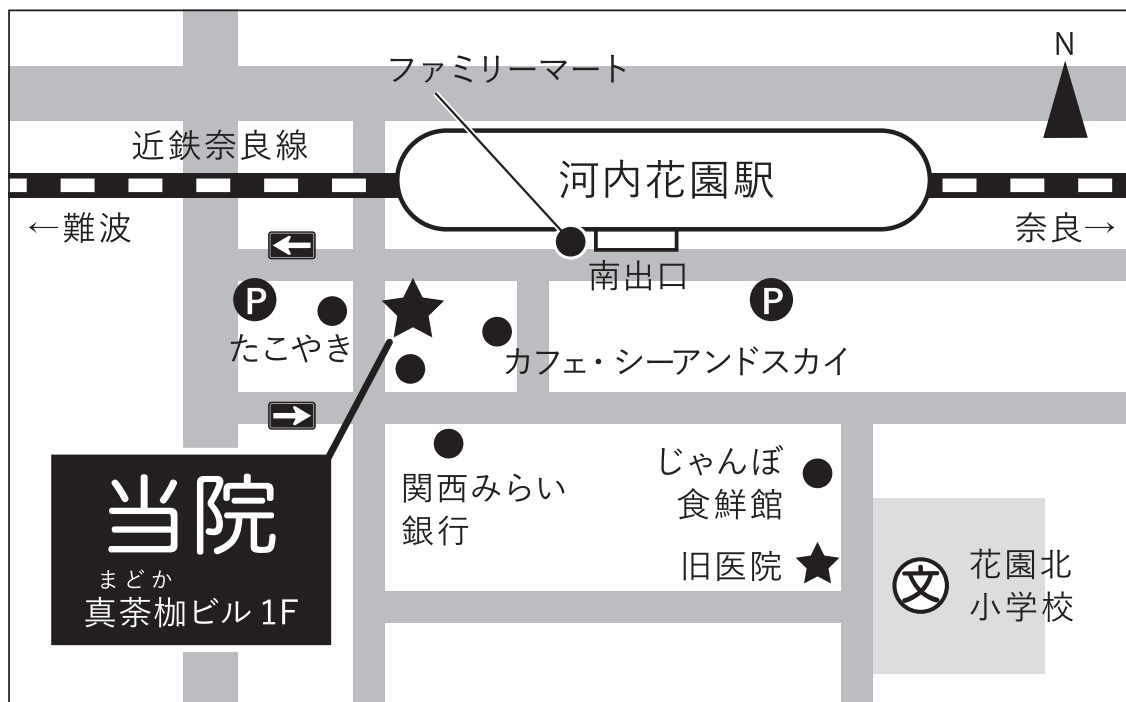 N
ファミリーマート
近鉄奈良線
河内花園駅
←難波
奈良→
南出口
P
P
たこやき
カフェ・シーアンドスカイ
当院
まどか
真荼枷ビル 1F
関西みらい
銀行
じゃんぼ
食鮮館
旧医院
文
花園北
小学校